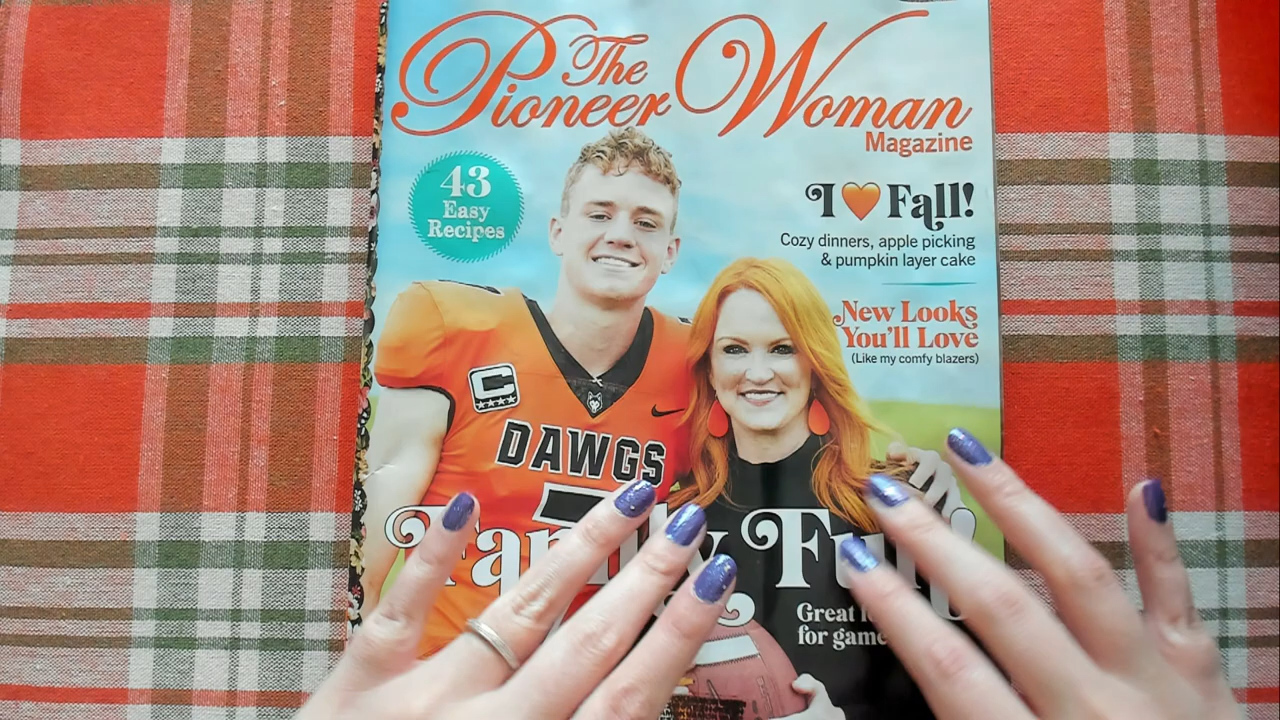 The
Pioneer Woman
Magazine
43
Easy
Recipes
I 🧡 Fall!
Cozy dinners, apple picking
& pumpkin layer cake
New Looks
You'll Love
(Like my comfy blazers)
C
DAWGS
Great
for game